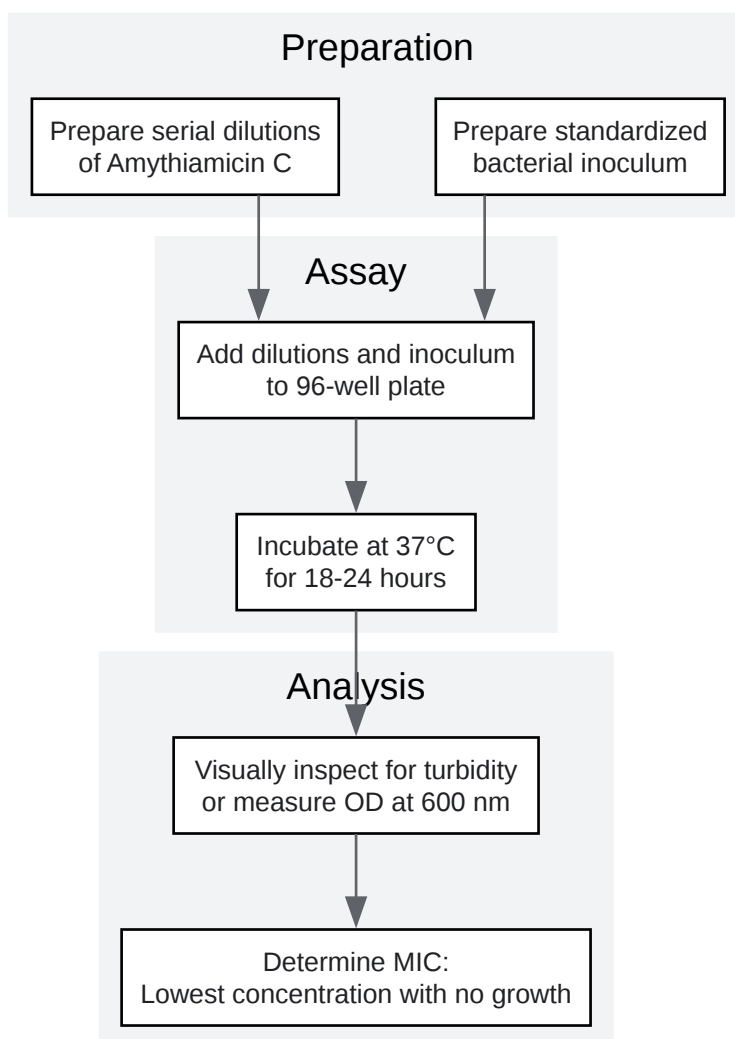 Preparation
Prepare serial dilutions
of Amythiamicin C
Prepare standardized
bacterial inoculum
Assay
Add dilutions and inoculum
to 96-well plate
Incubate at 37°C
for 18-24 hours
Analysis
Visually inspect for turbidity
or measure OD at 600 nm
Determine MIC:
Lowest concentration with no growth